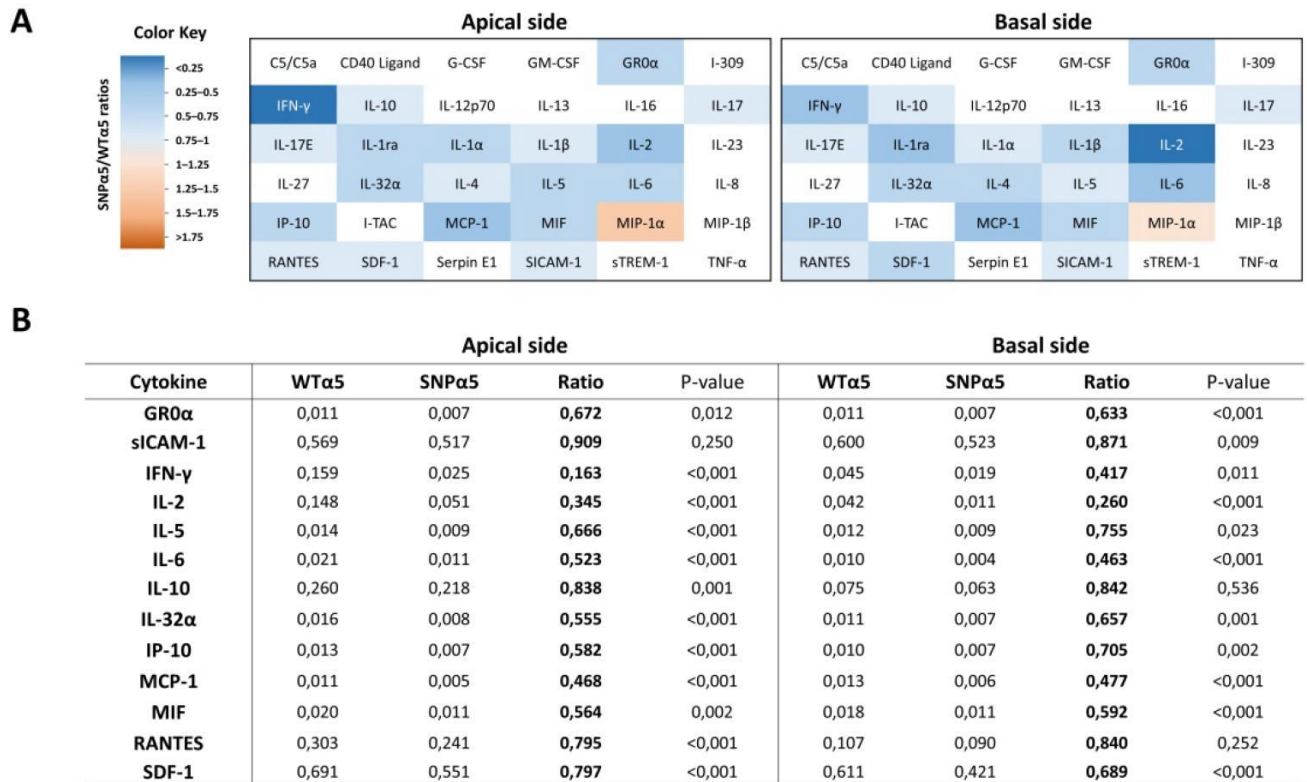 A
Color Key
SNPα5/WTα5 ratios
<0.25
0.25–0.5
0.5-0.75
0.75–1
1–1.25
1.25–1.5
1.5–1.75
>1.75
Apical side
C5/C5a CD40 Ligand G-CSF GM-CSF GR0α I-309
IFN-γ IL-10 IL-12p70 IL-13 IL-16 IL-17
IL-17E IL-1ra IL-1α IL-1β IL-2 IL-23
IL-27 IL-32α IL-4 IL-5 IL-6 IL-8
IP-10 I-TAC MCP-1 MIF MIP-1α MIP-1β
RANTES SDF-1 Serpin E1 SICAM-1 sTREM-1 TNF-α
Basal side
C5/C5a CD40 Ligand G-CSF GM-CSF GR0α I-309
IFN-γ IL-10 IL-12p70 IL-13 IL-16 IL-17
IL-17E IL-1ra IL-1α IL-1β IL-2 IL-23
IL-27 IL-32α IL-4 IL-5 IL-6 IL-8
IP-10 I-TAC MCP-1 MIF MIP-1α MIP-1β
RANTES SDF-1 Serpin E1 SICAM-1 sTREM-1 TNF-α
B
Apical side Basal side
Cytokine WTα5 SNPα5 Ratio P-value WTα5 SNPα5 Ratio P-value
GR0α 0,011 0,007 0,672 0,012 0,011 0,007 0,633 <0,001
sICAM-1 0,569 0,517 0,909 0,250 0,600 0,523 0,871 0,009
IFN-γ 0,159 0,025 0,163 <0,001 0,045 0,019 0,417 0,011
IL-2 0,148 0,051 0,345 <0,001 0,042 0,011 0,260 <0,001
IL-5 0,014 0,009 0,666 <0,001 0,012 0,009 0,755 0,023
IL-6 0,021 0,011 0,523 <0,001 0,010 0,004 0,463 <0,001
IL-10 0,260 0,218 0,838 0,001 0,075 0,063 0,842 0,536
IL-32α 0,016 0,008 0,555 <0,001 0,011 0,007 0,657 0,001
IP-10 0,013 0,007 0,582 <0,001 0,010 0,007 0,705 0,002
MCP-1 0,011 0,005 0,468 <0,001 0,013 0,006 0,477 <0,001
MIF 0,020 0,011 0,564 0,002 0,018 0,011 0,592 <0,001
RANTES 0,303 0,241 0,795 <0,001 0,107 0,090 0,840 0,252
SDF-1 0,691 0,551 0,797 <0,001 0,611 0,421 0,689 <0,001